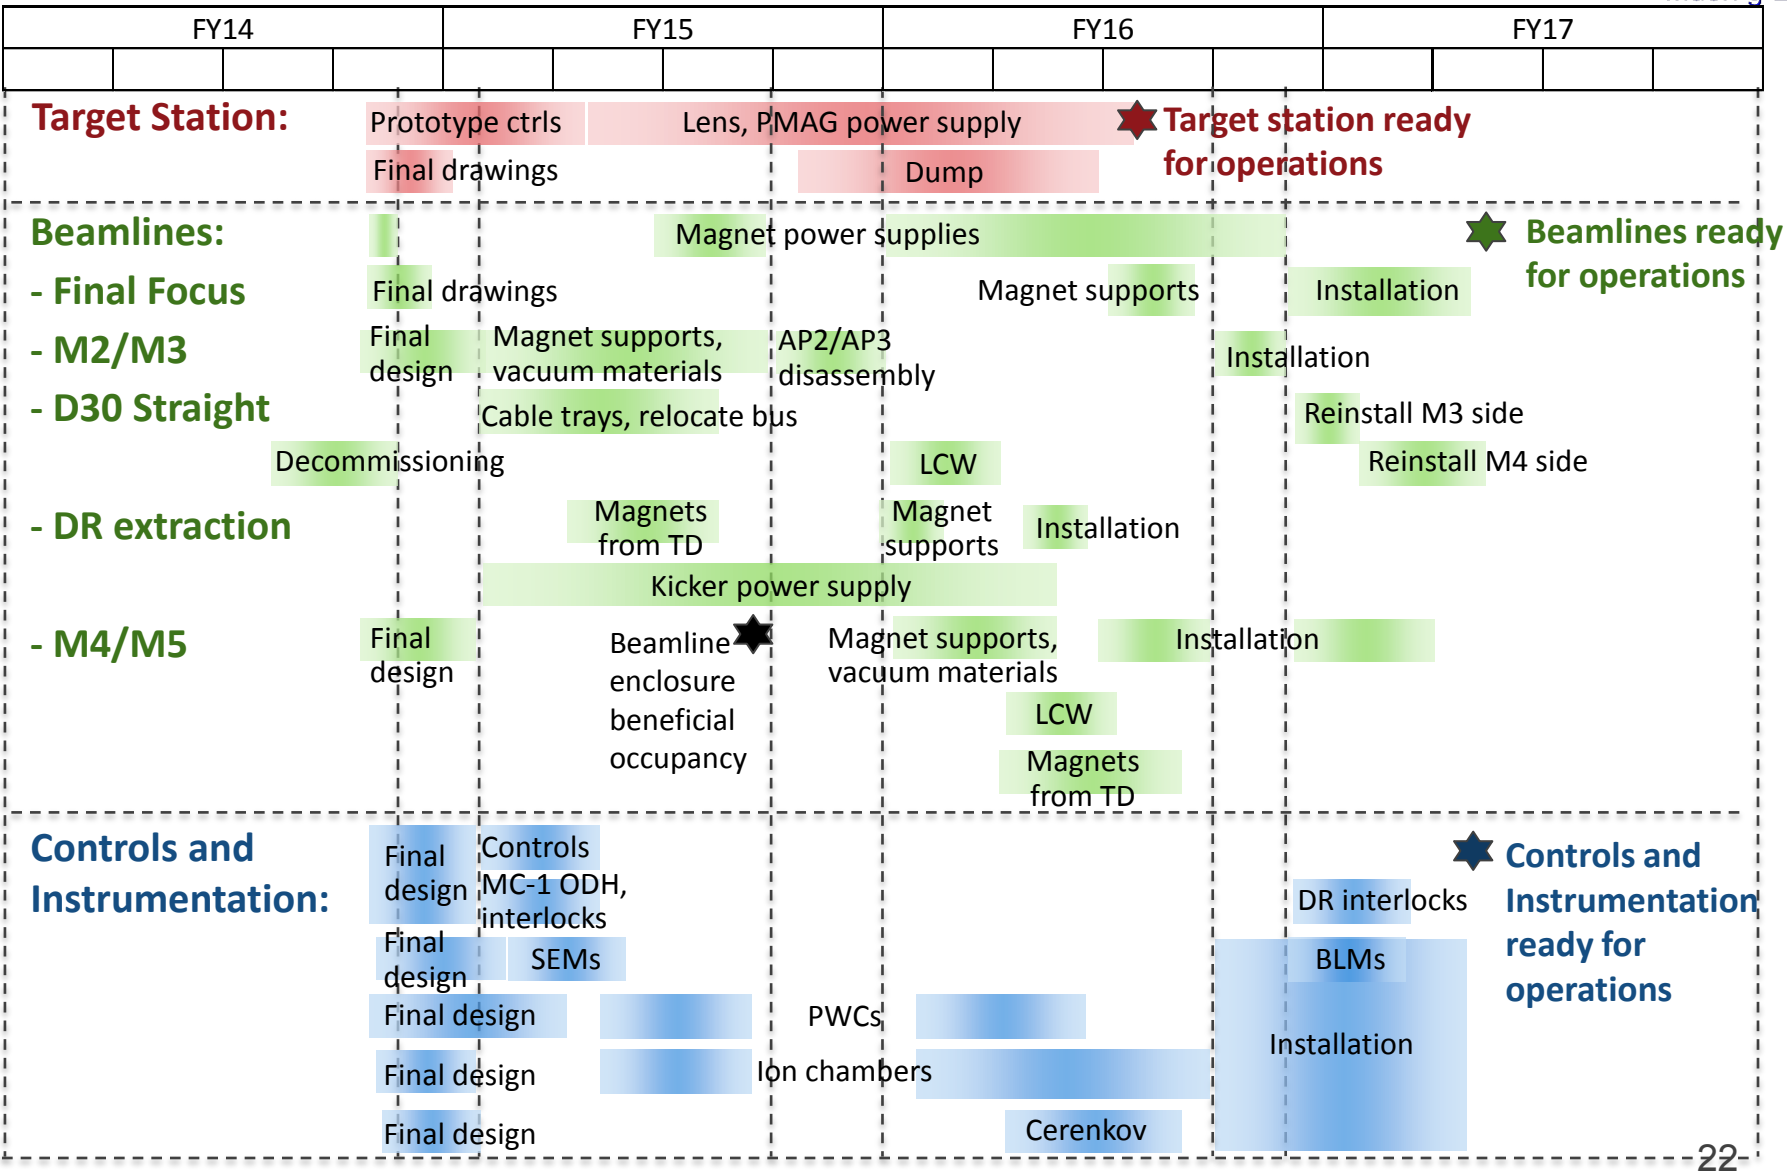 FY14 FY15 FY16 FY17
Target Station:
Prototype ctrls
Lens, PMAG power supply
Target station ready
for operations
Final drawings
Dump
Beamlines:
Magnet power supplies
Beamlines ready
for operations
- Final Focus
Final drawings
Magnet supports
Installation
- M2/M3
Final
design
Magnet supports,
vacuum materials
AP2/AP3
disassembly
Installation
- D30 Straight
Cable trays, relocate bus
Reinstall M3 side
Decommissioning
LCW
Reinstall M4 side
- DR extraction
Magnets
from TD
Magnet
supports
Installation
Kicker power supply
- M4/M5
Final
design
Beamline
enclosure
beneficial
occupancy
Magnet supports,
vacuum materials
Installation
LCW
Magnets
from TD
Controls and
Instrumentation:
Final
design
Controls
MC-1 ODH,
interlocks
DR interlocks
Controls and
Instrumentation
ready for
operations
Final
design
SEMs
BLMs
Final design
PWCs
Installation
Final design
Ion chambers
Final design
Cerenkov
22